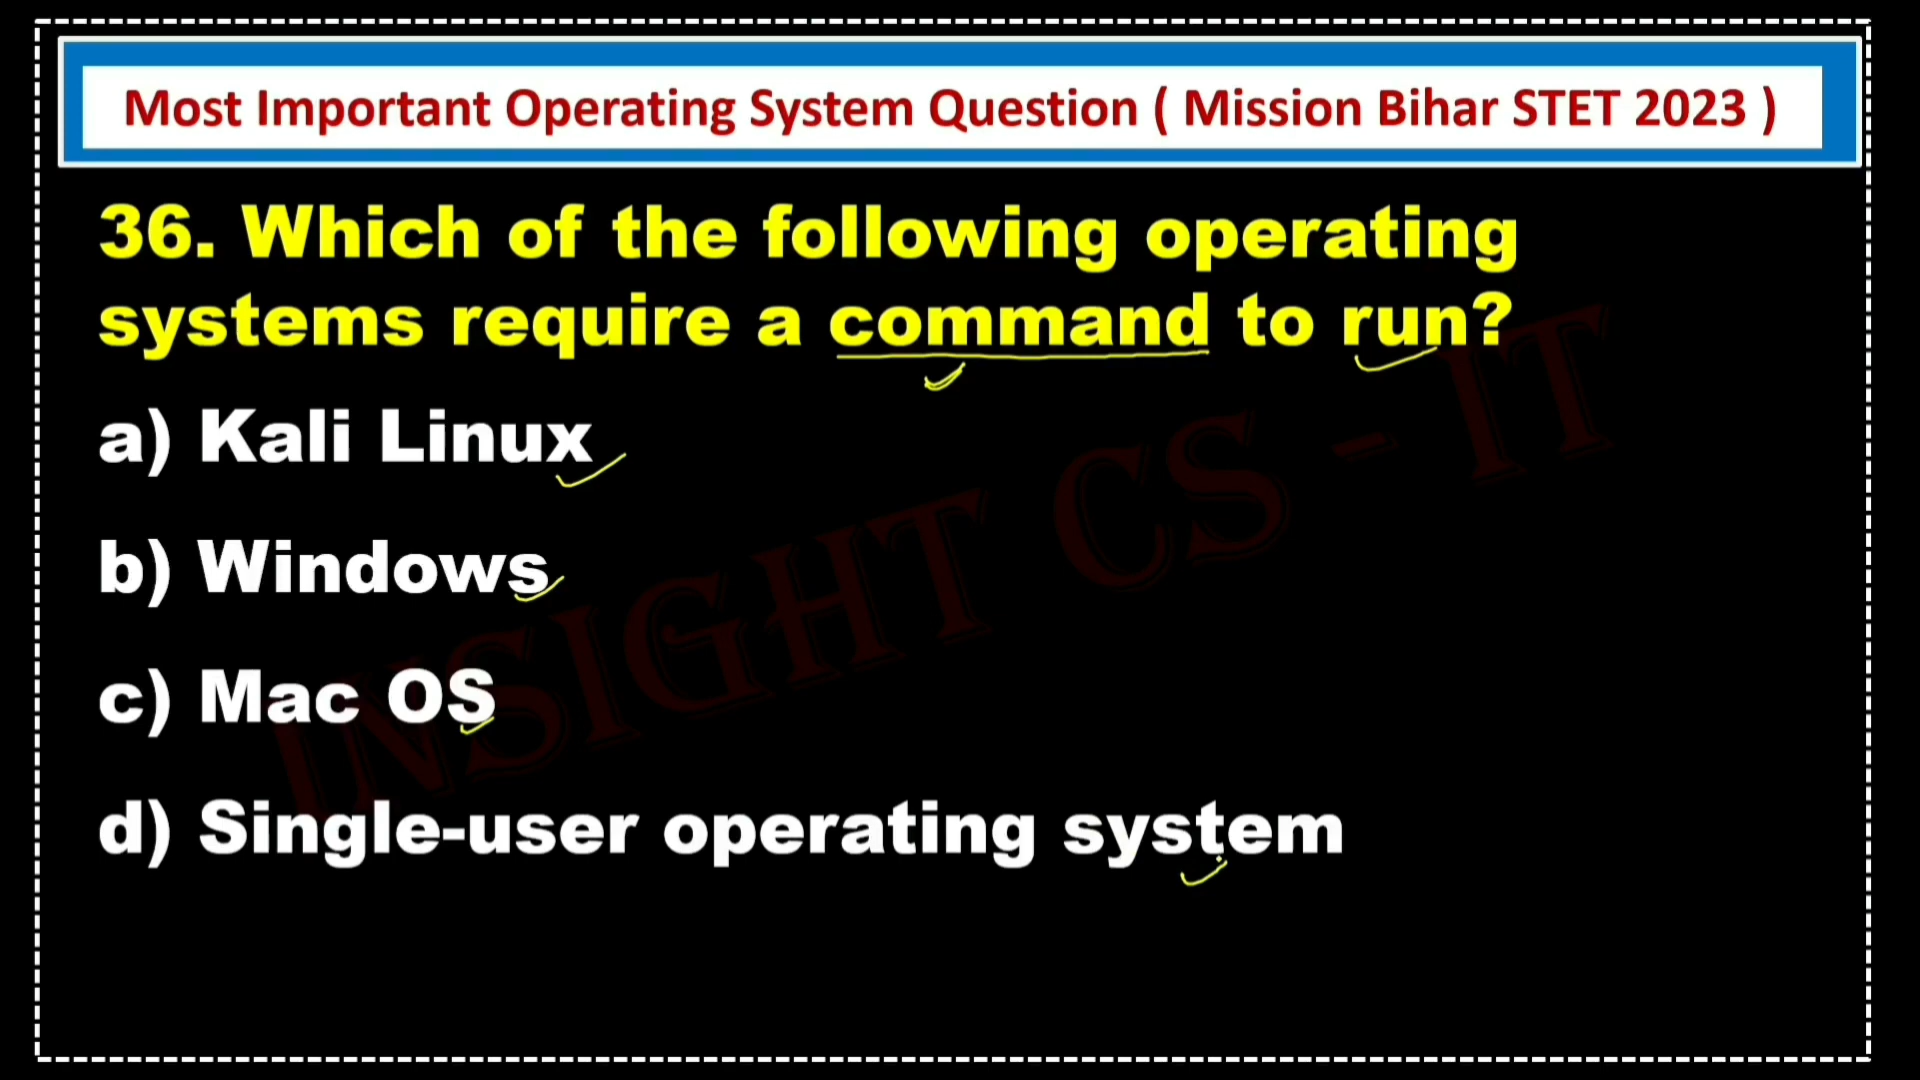 Most Important Operating System Question ( Mission Bihar STET 2023 )
36. Which of the following operating
systems require a command to run?
a) Kali Linux
b) Windows
c) Mac OS
d) Single-user operating system
INSIGHT CS - IT